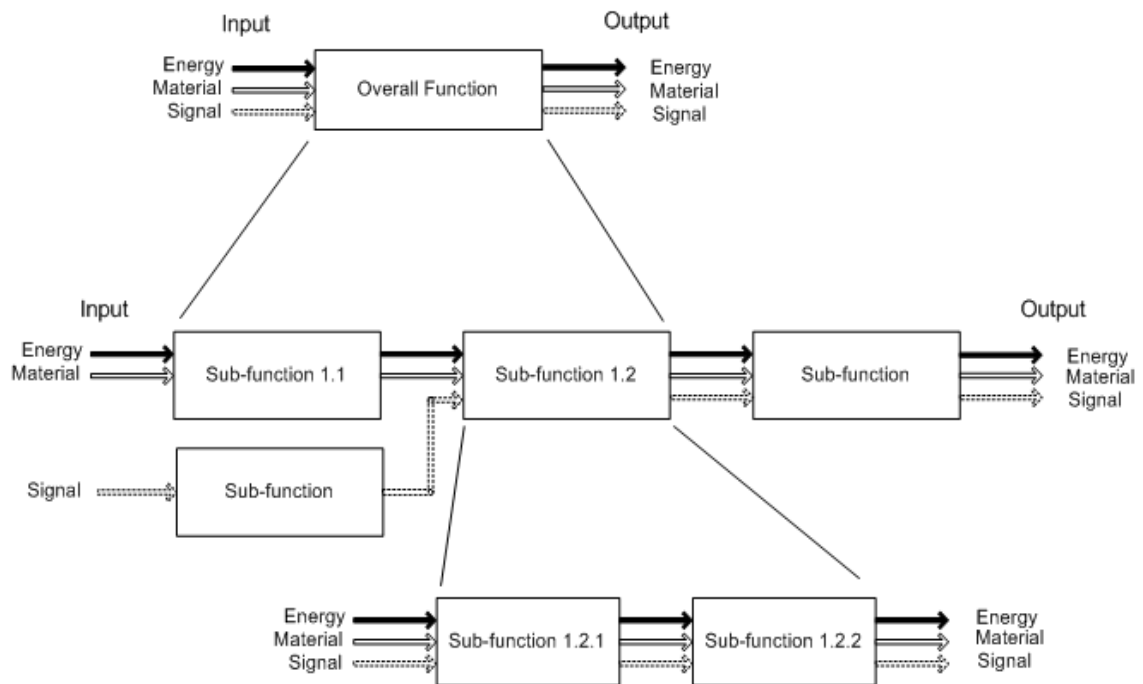 Input
Output
Energy
Material
Signal
Overall Function
Energy
Material
Signal
Input
Output
Energy
Material
Sub-function 1.1
Sub-function 1.2
Sub-function
Energy
Material
Signal
Signal
Sub-function
Energy
Material
Signal
Sub-function 1.2.1
Sub-function 1.2.2
Energy
Material
Signal